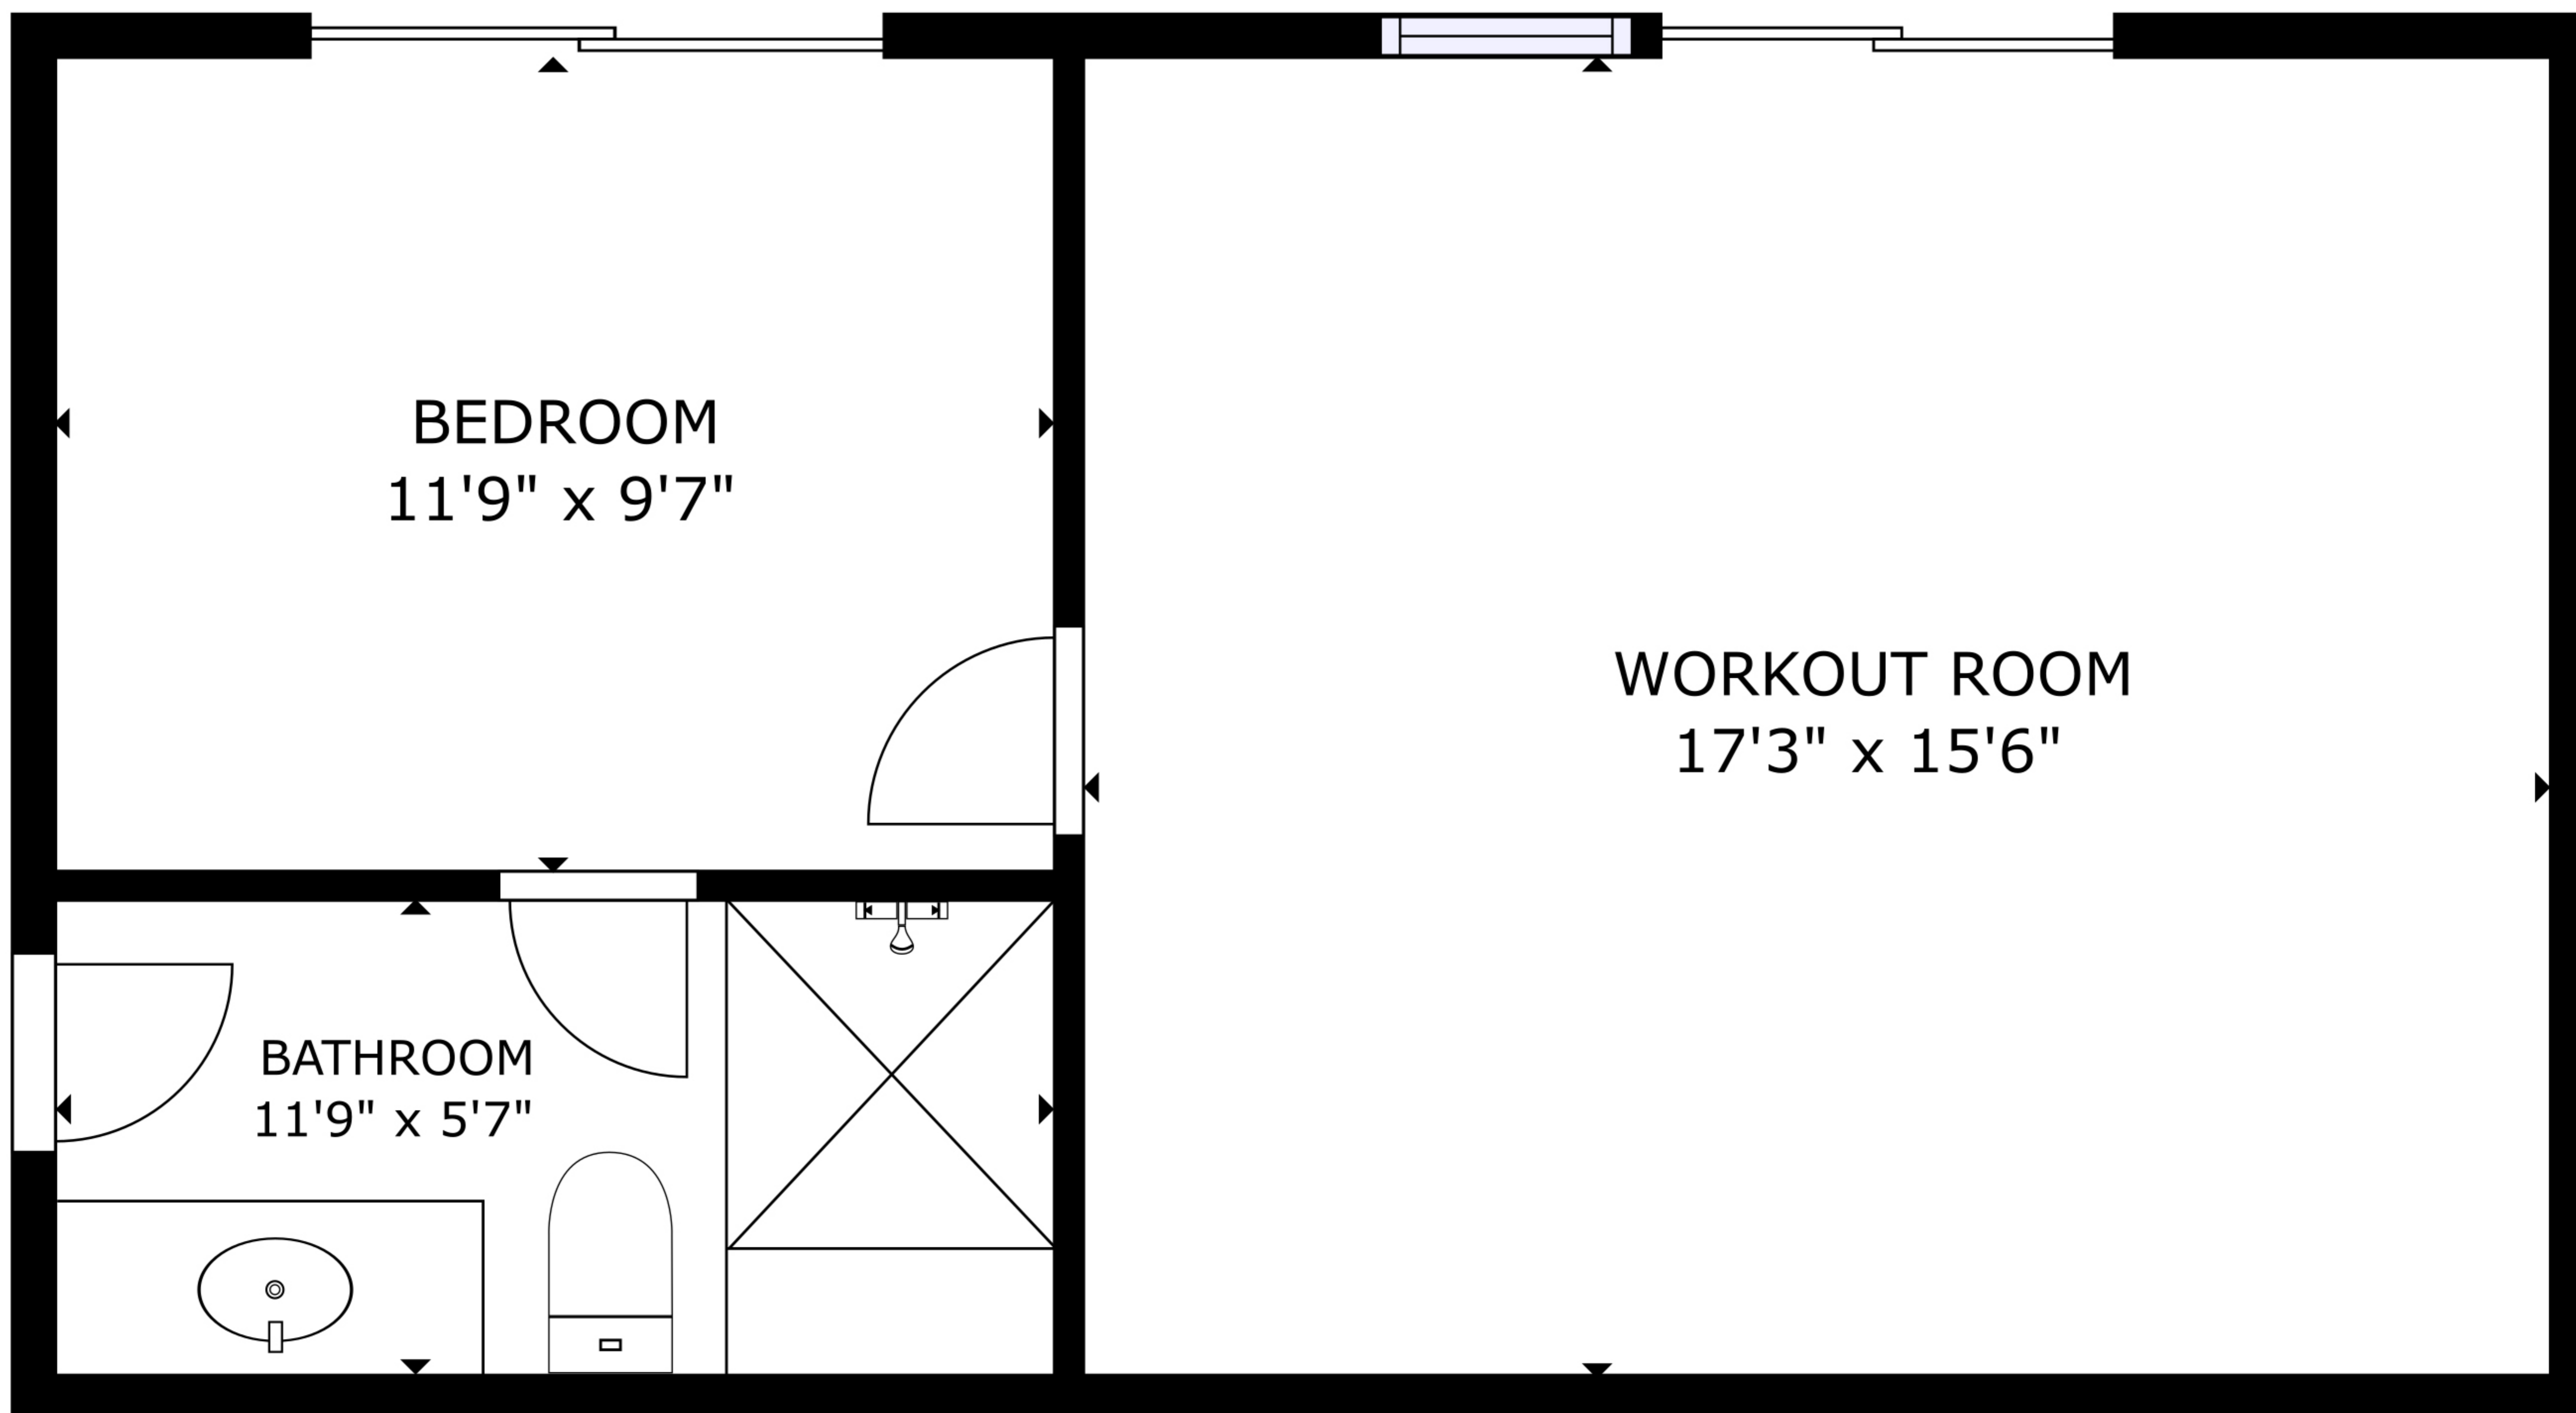 BEDROOM
11'9" x 9'7"
WORKOUT ROOM
17'3" x 15'6"
BATHROOM
11'9" x 5'7"